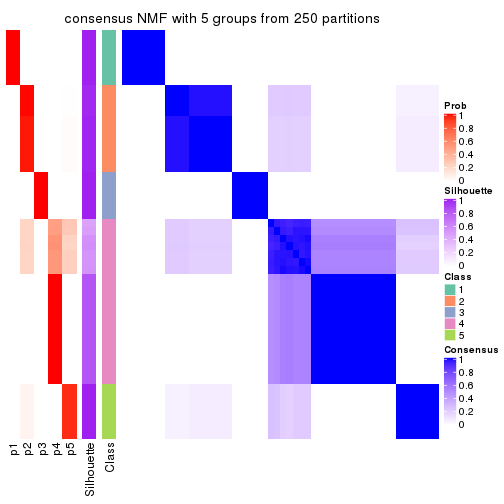 consensus NMF with 5 groups from 250 partitions
Prob
1
0.8
0.6
0.4
0.2
0
Silhouette
1
0.8
0.6
0.4
0.2
0
Class
1
2
3
4
5
Consensus
1
0.8
0.6
0.4
0.2
0
p1
p2
p3
p4
p5
Silhouette
Class